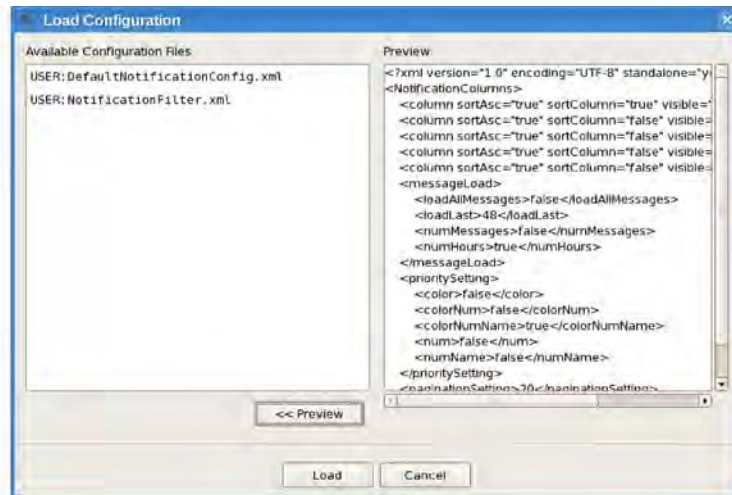 Load Configuration
Available Configuration Files
USER:DefaultNotificationConfig.xml
USER:NotificationFilter.xml
Preview:
<?xml version="1.0" encoding="UTF-8" standalone="y
<NotificationColumns>
<column sortAsc="true" sortColumn="true" visible="
<column sortAsc="true" sortColumn="false" visible=
<column sortAsc="true" sortColumn="false" visible=
<column sortAsc="true" sortColumn="false" visible=
<column sortAsc="true" sortColumn="false" visible=
<messageLoad>
<loadAllMessages>false</loadAllMessages>
<loadLast>48</loadLast>
<numMessages>false</numMessages>
<numHours>true</numHours>
</messageLoad>
<prioritySetting>
<color>false</color>
<colorNum>false</colorNum>
<colorNumName>true</colorNumName>
<num>false</num>
<numName>false</numName>
</prioritySetting>
<paginationSetting>20</paginationSetting>
<< Preview
Load
Cancel